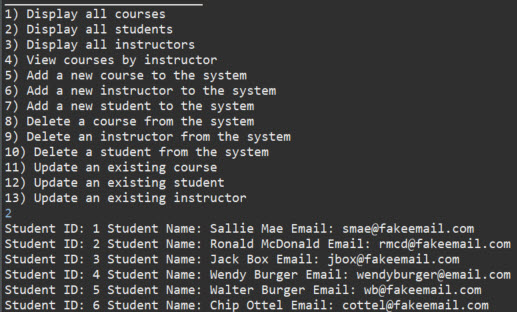 1) Display all courses
2) Display all students
3) Display all instructors
4) View courses by instructor
5) Add a new course to the system
6) Add a new instructor to the system
7) Add a new student to the system
8) Delete a course from the system
9) Delete an instructor from the system
10) Delete a student from the system
11) Update an existing course
12) Update an existing student
13) Update an existing instructor
2
Student ID: 1 Student Name: Sallie Mae Email: smae@fakeemail.com
Student ID: 2 Student Name: Ronald McDonald Email: rmcd@fakeemail.com
Student ID: 3 Student Name: Jack Box Email: jbox@fakeemail.com
Student ID: 4 Student Name: Wendy Burger Email: wendyburger@email.com
Student ID: 5 Student Name: Walter Burger Email: wb@fakeemail.com
Student ID: 6 Student Name: Chip Ottel Email: cottel@fakeemail.com